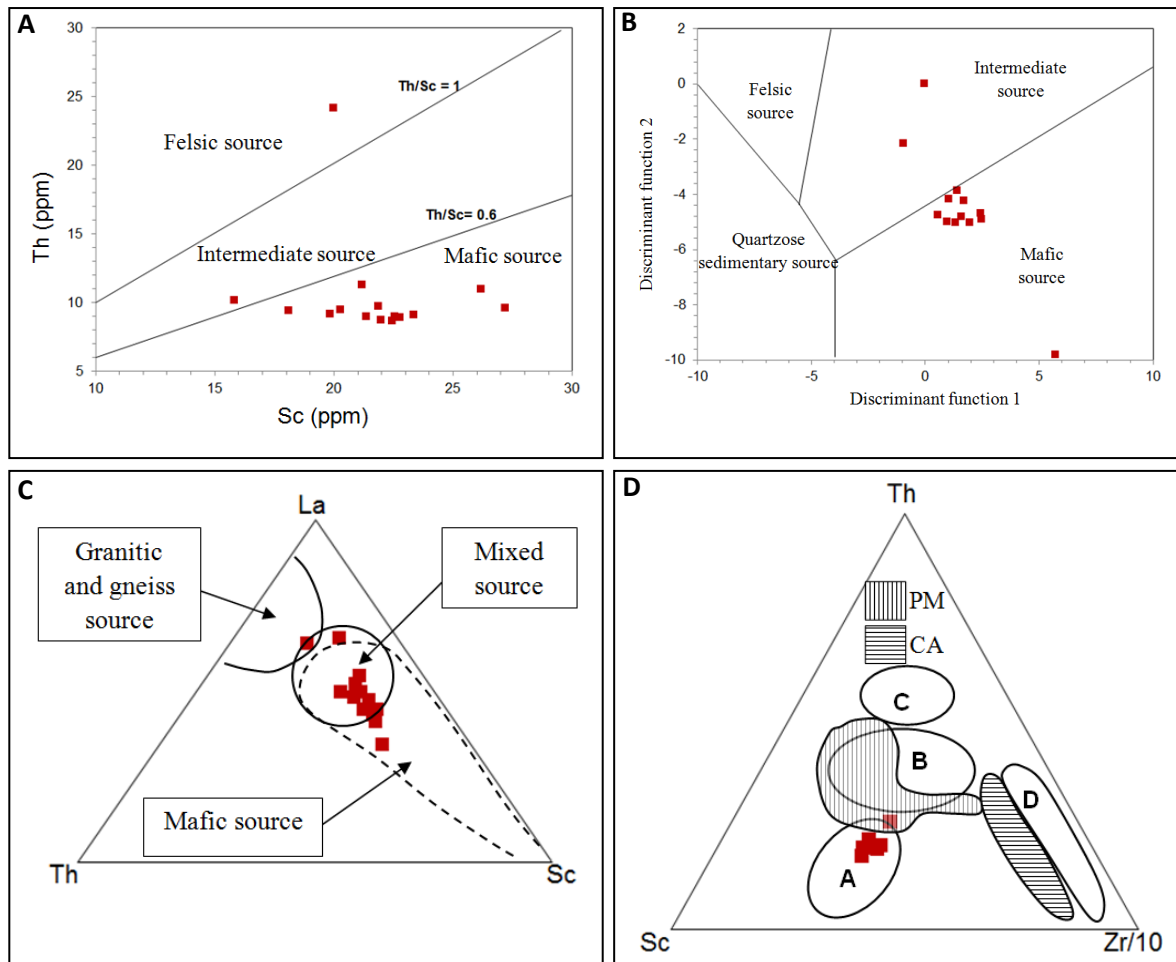 A
30
25
20
15
10
5
Th (ppm)
Th/Sc = 1
Felsic source
Th/Sc= 0.6
Intermediate source
Mafic source
10
15
20
25
30
Sc (ppm)
B
2
0
-2
-4
-6
-8
-10
Discriminant function 2
Felsic
source
Intermediate
source
Quartzose
sedimentary source
Mafic
source
-10
-5
0
5
10
Discriminant function 1
C
La
Granitic
and gneiss
source
Mixed
source
Mafic source
Th
Sc
D
Th
PM
CA
C
B
D
A
Sc
Zr/10